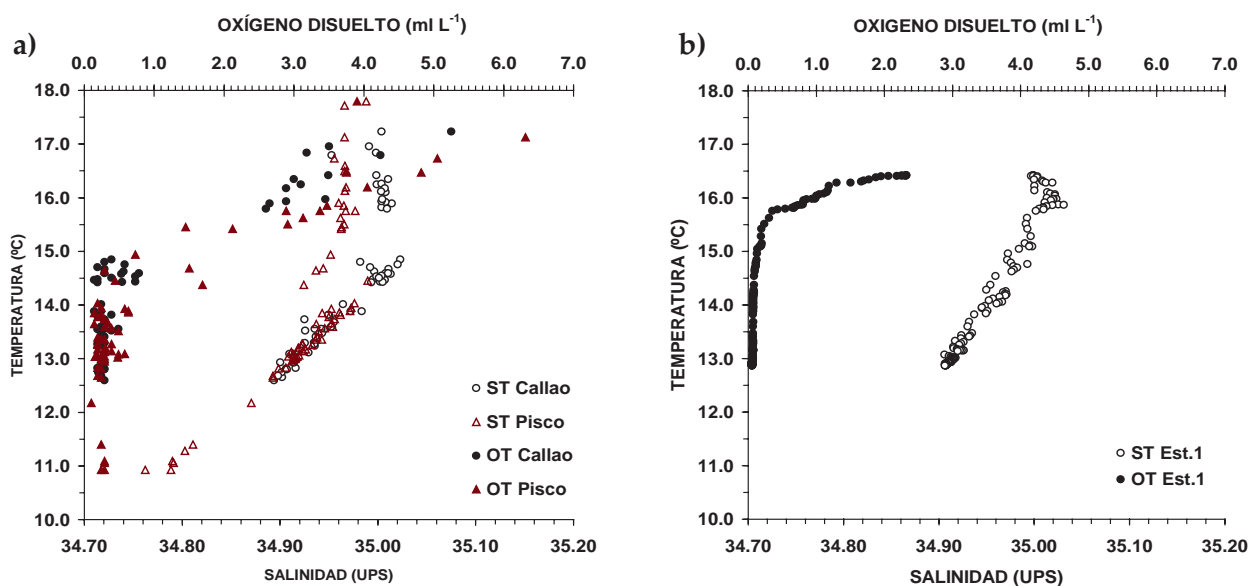 OXÍGENO DISUELTO (ml L-1)
a)
0.0 1.0 2.0 3.0 4.0 5.0 6.0 7.0
18.0
17.0
16.0
15.0
14.0
13.0
12.0
11.0
10.0
TEMPERATURA (ºC)
ST Callao
ST Pisco
OT Callao
OT Pisco
34.70 34.80 34.90 35.00 35.10 35.20
SALINIDAD (UPS)
OXIGENO DISUELTO (ml L-1)
b)
0.0 1.0 2.0 3.0 4.0 5.0 6.0 7.0
18.0
17.0
16.0
15.0
14.0
13.0
12.0
11.0
10.0
TEMPERATURA (ºC)
ST Est.1
OT Est.1
34.70 34.80 34.90 35.00 35.10 35.20
SALINIDAD (UPS)